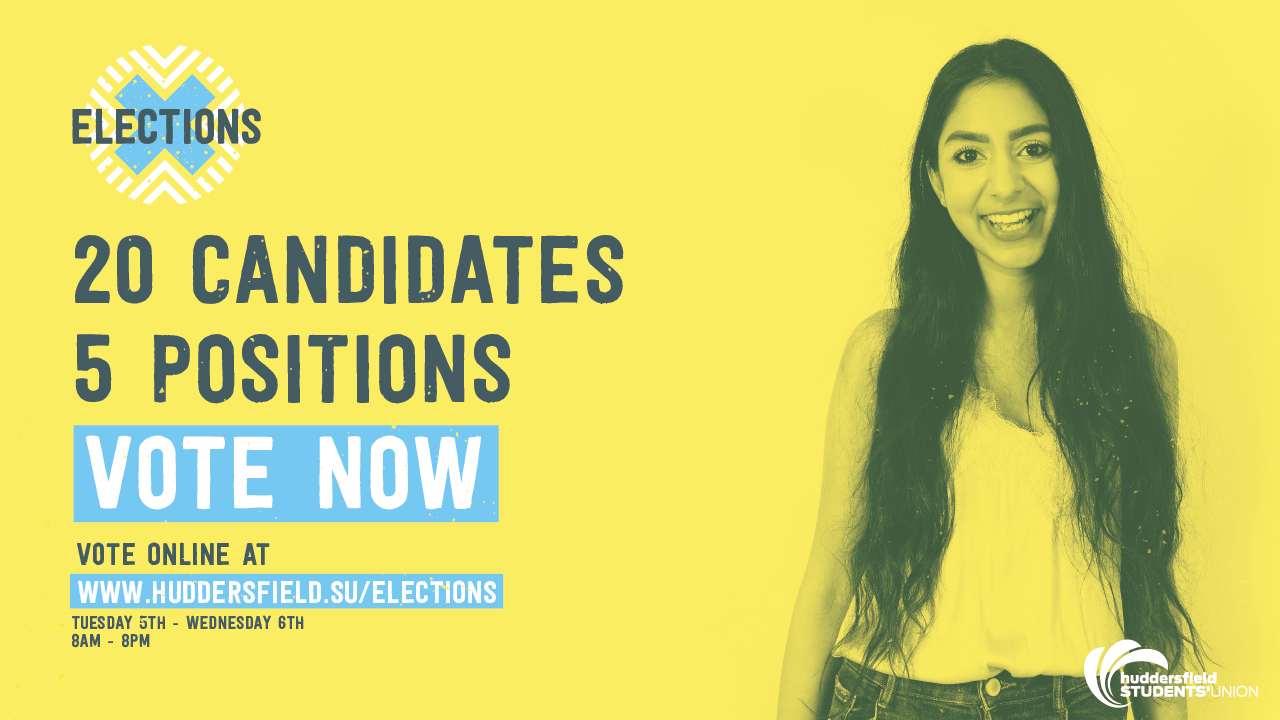 ELECTIONS
20 CANDIDATES
5 POSITIONS
VOTE NOW
VOTE ONLINE AT
WWW.HUDDERSFIELD.SU/ELECTIONS
TUESDAY 5TH - WEDNESDAY 6TH
8AM - 8PM
huddersfield
STUDENTS'UNION